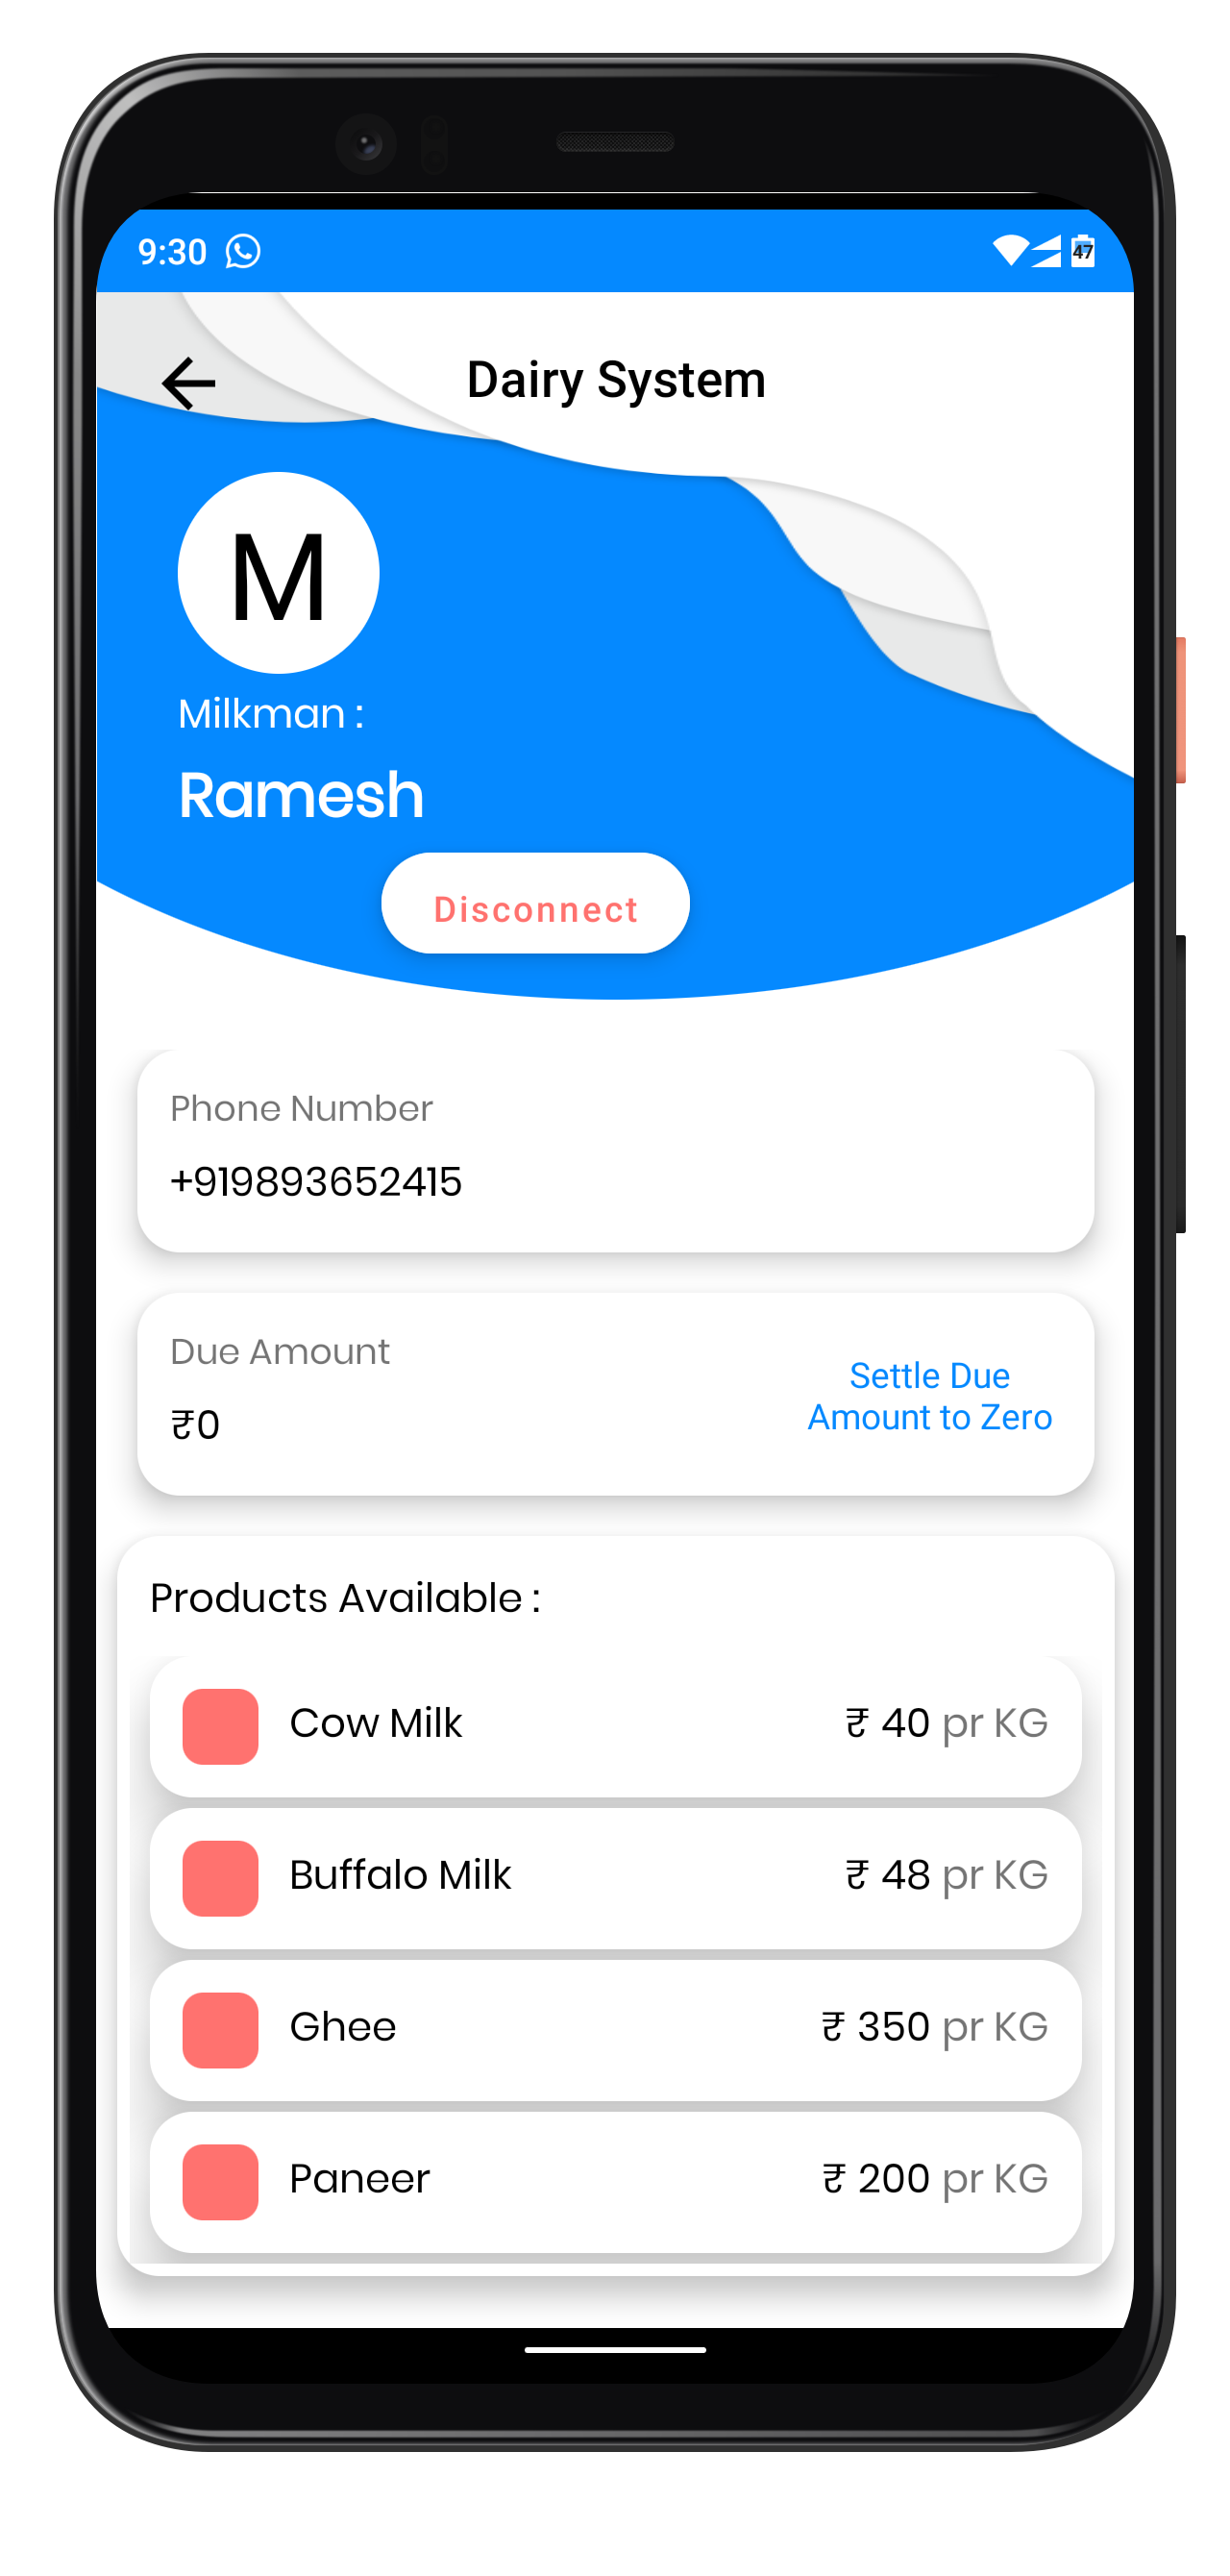 9:30
47
Dairy System
M
Milkman :
Ramesh
Disconnect
Phone Number
+919893652415
Due Amount
₹0
Settle Due
Amount to Zero
Products Available :
Cow Milk ₹ 40 pr KG
Buffalo Milk ₹ 48 pr KG
Ghee ₹ 350 pr KG
Paneer ₹ 200 pr KG